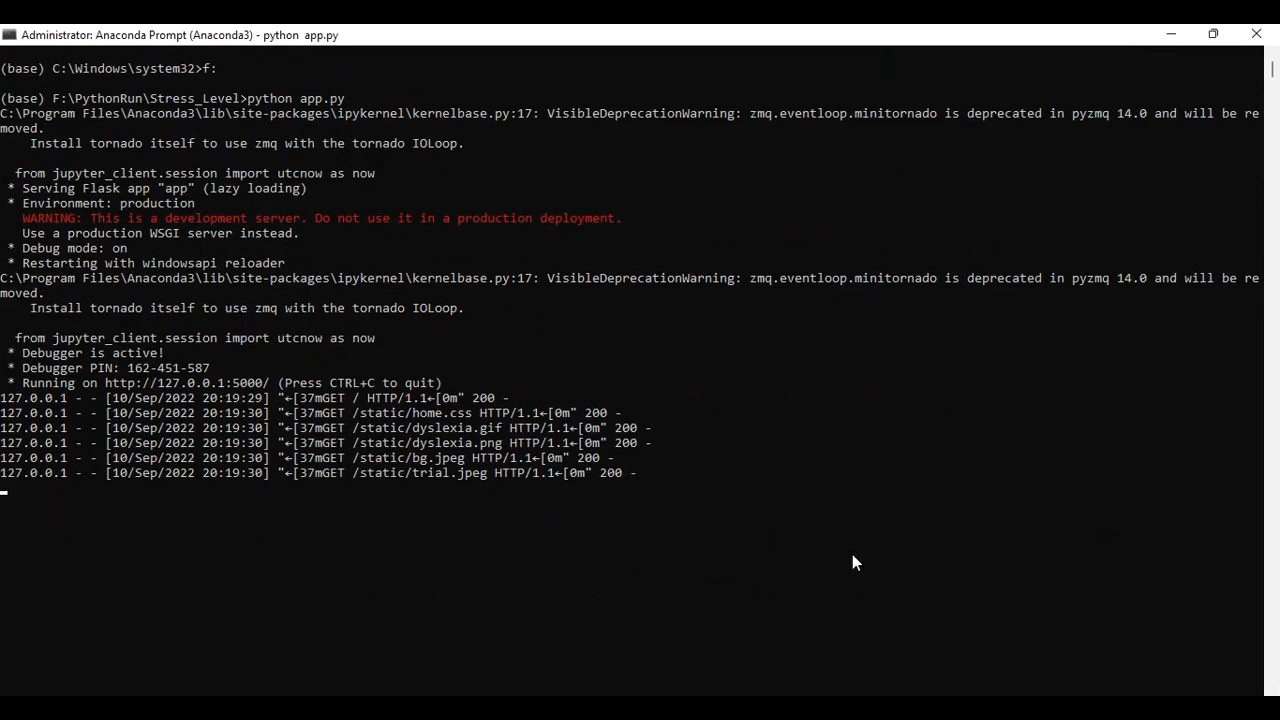 Administrator: Anaconda Prompt (Anaconda3) - python  app.py
(base) C:\Windows\system32>f:
(base) F:\PythonRun\Stress_Level>python app.py
C:\Program Files\Anaconda3\lib\site-packages\ipykernel\kernelbase.py:17: VisibleDeprecationWarning: zmq.eventloop.minitornado is deprecated in pyzmq 14.0 and will be re
moved.
    Install tornado itself to use zmq with the tornado IOLoop.
  from jupyter_client.session import utcnow as now
 * Serving Flask app "app" (lazy loading)
 * Environment: production
   WARNING: This is a development server. Do not use it in a production deployment.
   Use a production WSGI server instead.
 * Debug mode: on
 * Restarting with windowsapi reloader
C:\Program Files\Anaconda3\lib\site-packages\ipykernel\kernelbase.py:17: VisibleDeprecationWarning: zmq.eventloop.minitornado is deprecated in pyzmq 14.0 and will be re
moved.
    Install tornado itself to use zmq with the tornado IOLoop.
  from jupyter_client.session import utcnow as now
 * Debugger is active!
 * Debugger PIN: 162-451-587
 * Running on http://127.0.0.1:5000/ (Press CTRL+C to quit)
127.0.0.1 - - [10/Sep/2022 20:19:29] "←[37mGET / HTTP/1.1←[0m" 200 -
127.0.0.1 - - [10/Sep/2022 20:19:30] "←[37mGET /static/home.css HTTP/1.1←[0m" 200 -
127.0.0.1 - - [10/Sep/2022 20:19:30] "←[37mGET /static/dyslexia.gif HTTP/1.1←[0m" 200 -
127.0.0.1 - - [10/Sep/2022 20:19:30] "←[37mGET /static/dyslexia.png HTTP/1.1←[0m" 200 -
127.0.0.1 - - [10/Sep/2022 20:19:30] "←[37mGET /static/bg.jpeg HTTP/1.1←[0m" 200 -
127.0.0.1 - - [10/Sep/2022 20:19:30] "←[37mGET /static/trial.jpeg HTTP/1.1←[0m" 200 -